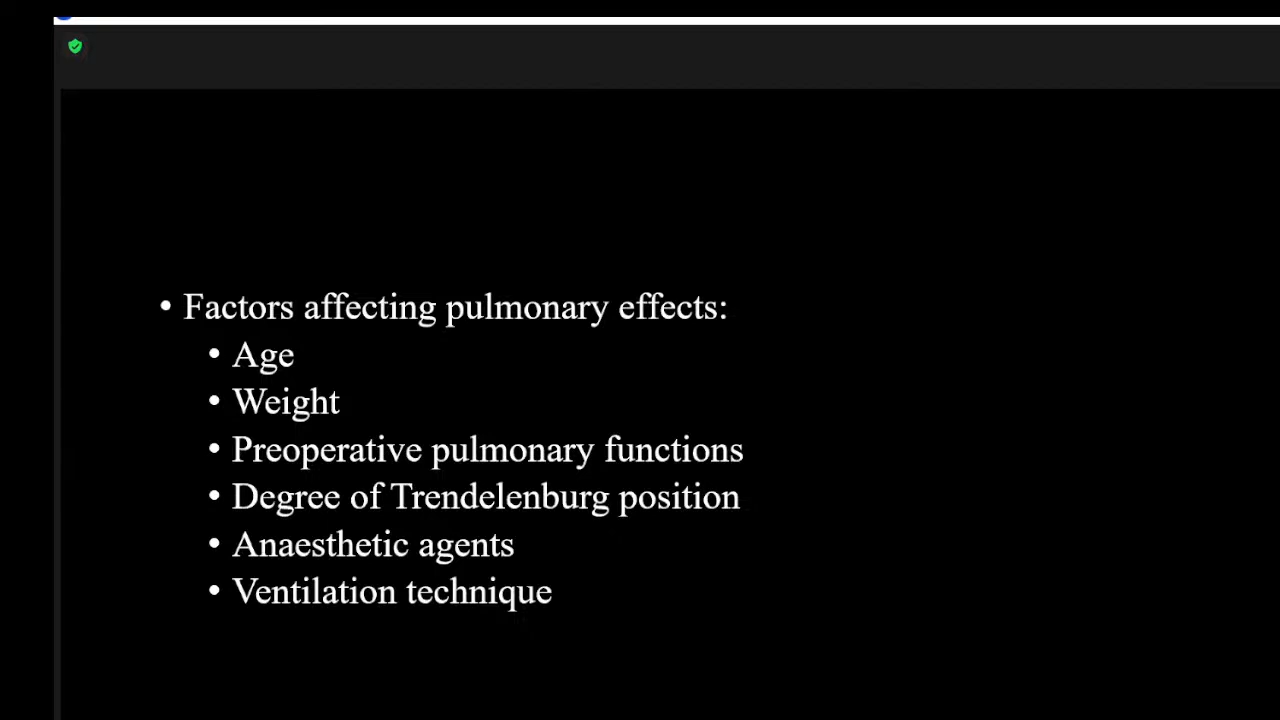 • Factors affecting pulmonary effects:
• Age
• Weight
• Preoperative pulmonary functions
• Degree of Trendelenburg position
• Anaesthetic agents
• Ventilation technique